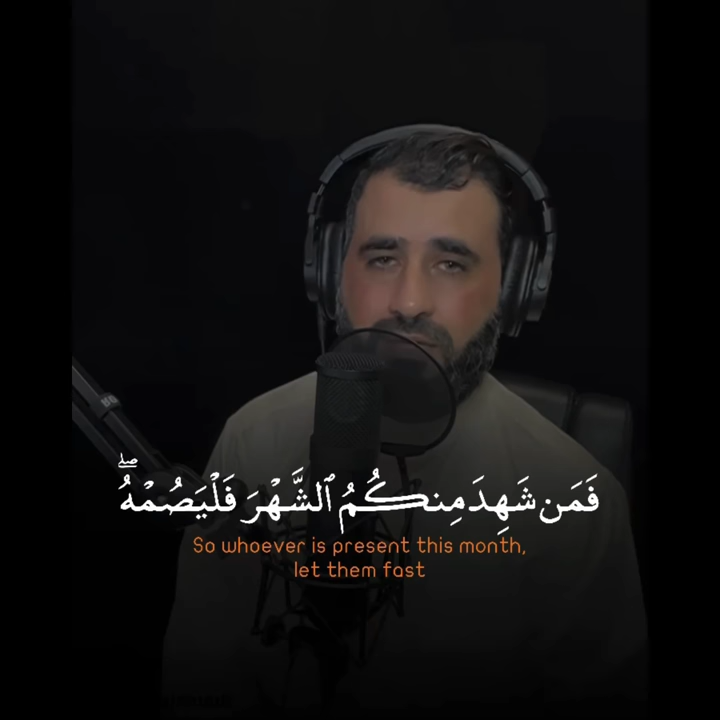 فَمَن شَهِدَ مِنكُمُ ٱلشَّهْرَ فَلْيَصُمْهُ ۖ
So whoever is present this month,
let them fast